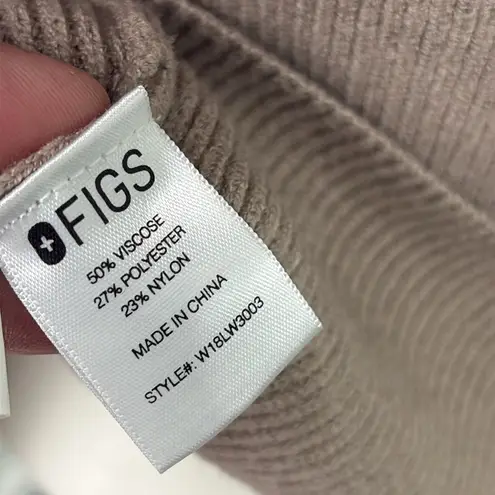 FIGS
50% VISCOSE
27% POLYESTER
23% NYLON
MADE IN CHINA
STYLE#: W18LW3003